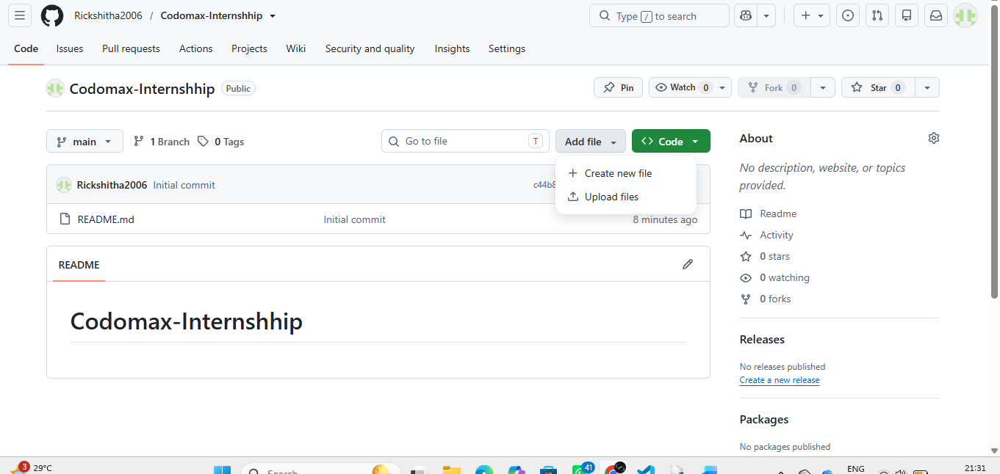 Rickshitha2006 / Codomax-Internshhip
Type / to search
Code Issues Pull requests Actions Projects Wiki Security and quality Insights Settings
Codomax-Internshhip Public
Pin Watch 0 Fork 0 Star 0
main 1 Branch 0 Tags
Go to file T Add file Code
Create new file
Upload files
Rickshitha2006 Initial commit c44b8
README.md Initial commit 8 minutes ago
README
Codomax-Internshhip
About
No description, website, or topics
provided.
Readme
Activity
0 stars
0 watching
0 forks
Releases
No releases published
Create a new release
Packages
No packages published
3 29°C
Search
41
ENG
21:31